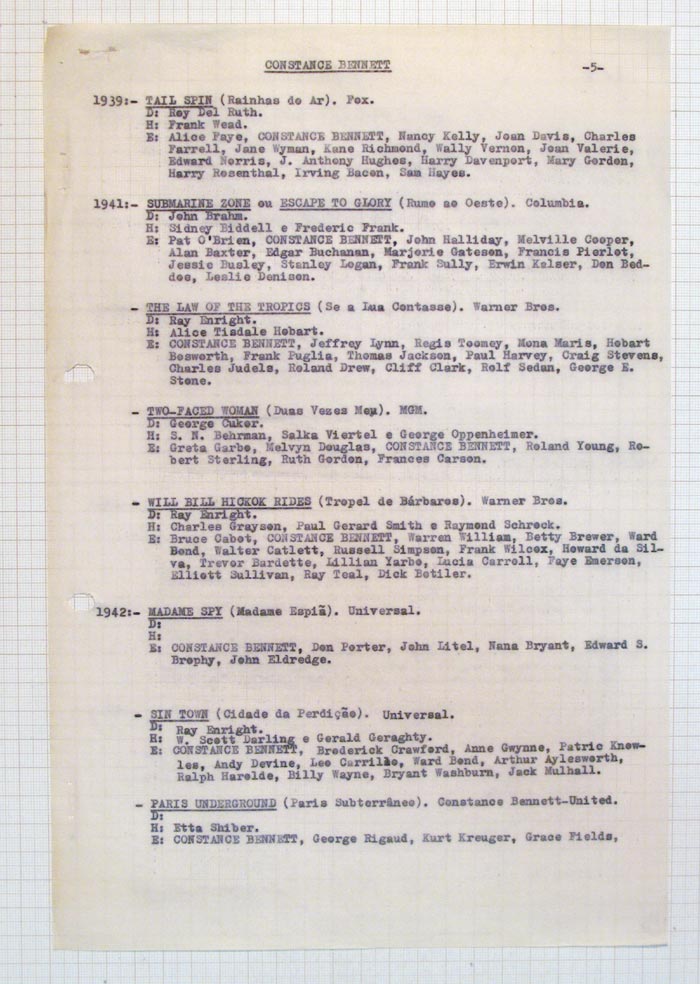 CONSTANCE BENNETT -5-
1939:- TAIL SPIN (Rainhas do Ar). Fox.
D: Roy Del Ruth.
H: Frank Wead.
E: Alice Faye, CONSTANCE BENNETT, Nancy Kelly, Joan Davis, Charles
Farrell, Jane Wyman, Kane Richmond, Wally Vernon, Joan Valerie,
Edward Norris, J. Anthony Hughes, Harry Davenport, Mary Gordon,
Harry Rosenthal, Irving Bacon, Sam Hayes.
1941:- SUBMARINE ZONE ou ESCAPE TO GLORY (Rumo ao Oeste). Columbia.
D: John Brahm.
H: Sidney Biddell e Frederic Frank.
E: Pat O'Brien, CONSTANCE BENNETT, John Halliday, Melville Cooper,
Alan Baxter, Edgar Buchanan, Marjorie Gateson, Francis Pierlot,
Jessie Busley, Stanley Logan, Frank Sully, Erwin Kalser, Don Bed-
doe, Leslie Denison.
- THE LAW OF THE TROPICS (Se a Lua Contasse). Warner Bros.
D: Ray Enright.
H: Alice Tisdale Hobart.
E: CONSTANCE BENNETT, Jeffrey Lynn, Regis Toomey, Mona Maris, Hobart
Bosworth, Frank Puglia, Thomas Jackson, Paul Harvey, Craig Stevens,
Charles Judels, Roland Drew, Cliff Clark, Rolf Sedan, George E.
Stone.
- TWO-FACED WOMAN (Duas Vezes Meu). MGM.
D: George Cukor.
H: S. N. Behrman, Salka Viertel e George Oppenheimer.
E: Greta Garbo, Melvyn Douglas, CONSTANCE BENNETT, Roland Young, Ro-
bert Sterling, Ruth Gordon, Frances Carson.
- WILL BILL HICKOK RIDES (Tropel de Bárbaros). Warner Bros.
D: Ray Enright.
H: Charles Grayson, Paul Gerard Smith e Raymond Schrock.
E: Bruce Cabot, CONSTANCE BENNETT, Warren William, Betty Brewer, Ward
Bond, Walter Catlett, Russell Simpson, Frank Wilcox, Howard da Sil-
va, Trevor Bardette, Lillian Yarbo, Lucia Carroll, Faye Emerson,
Elliott Sullivan, Ray Teal, Dick Botiler.
1942:- MADAME SPY (Madame Espiã). Universal.
D:
H:
E: CONSTANCE BENNETT, Don Porter, John Litel, Nana Bryant, Edward S.
Brophy, John Eldredge.
- SIN TOWN (Cidade da Perdição). Universal.
D: Ray Enright.
H: W. Scott Darling e Gerald Geraghty.
E: CONSTANCE BENNETT, Broderick Crawford, Anne Gwynne, Patric Know-
les, Andy Devine, Leo Carrillo, Ward Bond, Arthur Aylesworth,
Ralph Harolde, Billy Wayne, Bryant Washburn, Jack Mulhall.
- PARIS UNDERGROUND (Paris Subterrâneo). Constance Bennett-United.
D:
H: Etta Shiber.
E: CONSTANCE BENNETT, George Rigaud, Kurt Kreuger, Grace Fields,